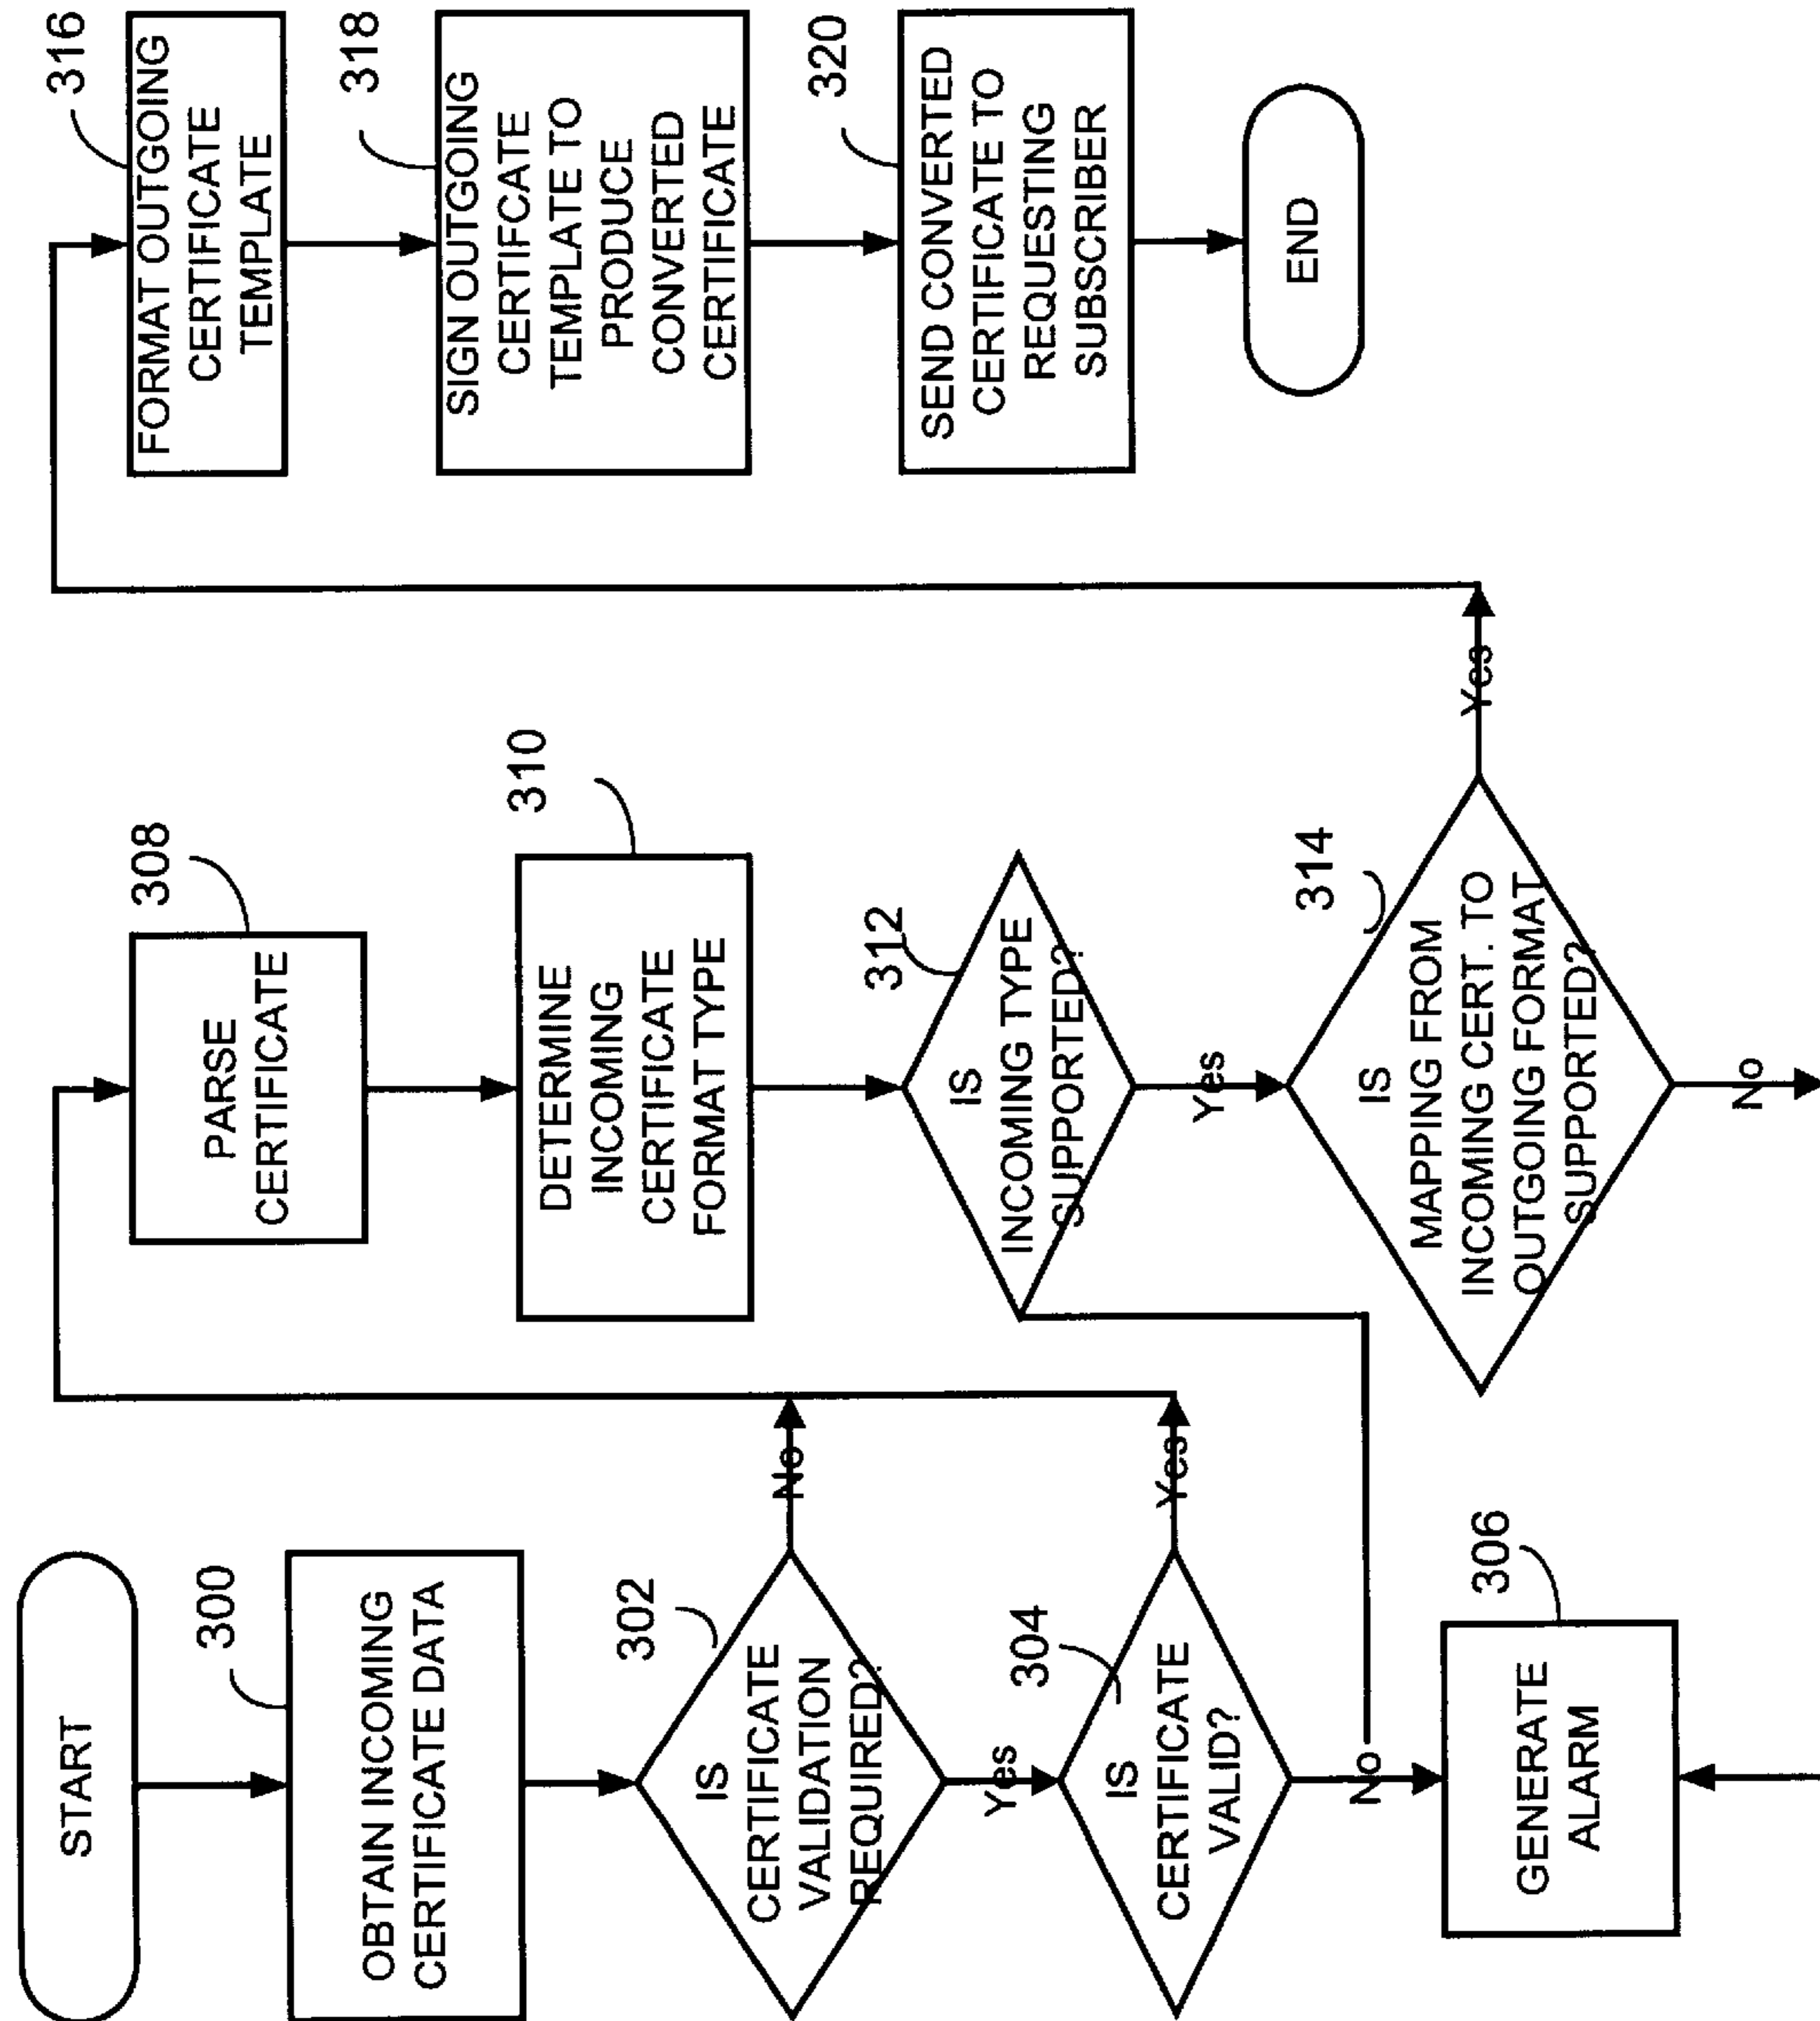 START
300
OBTAIN INCOMING
CERTIFICATE DATA
302
IS
CERTIFICATE
VALIDATION
REQUIRED?
No
Yes
304
IS
CERTIFICATE
VALID?
Yes
No
306
GENERATE
ALARM
308
PARSE
CERTIFICATE
310
DETERMINE
INCOMING
CERTIFICATE
FORMAT TYPE
312
IS
INCOMING TYPE
SUPPORTED?
Yes
314
IS
MAPPING FROM
INCOMING CERT. TO
OUTGOING FORMAT
SUPPORTED?
Yes
No
316
FORMAT OUTGOING
CERTIFICATE
TEMPLATE
318
SIGN OUTGOING
CERTIFCATE
TEMPLATE TO
PRODUCE
CONVERTED
CERTIFICATE
320
SEND CONVERTED
CERTIFICATE TO
REQUESTING
SUBSCRIBER
END